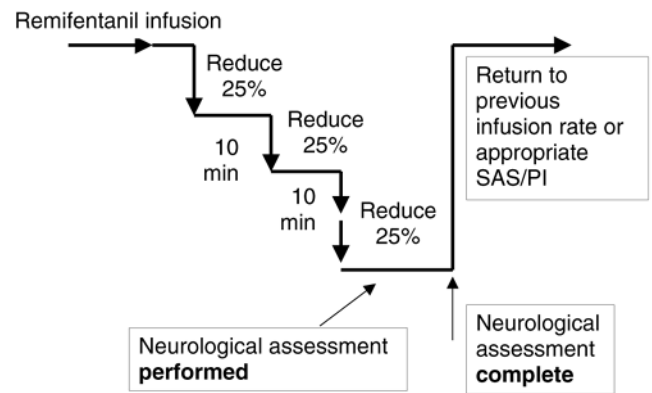 Remifentanil infusion
Reduce
25%
10
min
Reduce
25%
10
min
Reduce
25%
Return to
previous
infusion rate or
appropriate
SAS/PI
Neurological assessment
performed
Neurological
assessment
complete